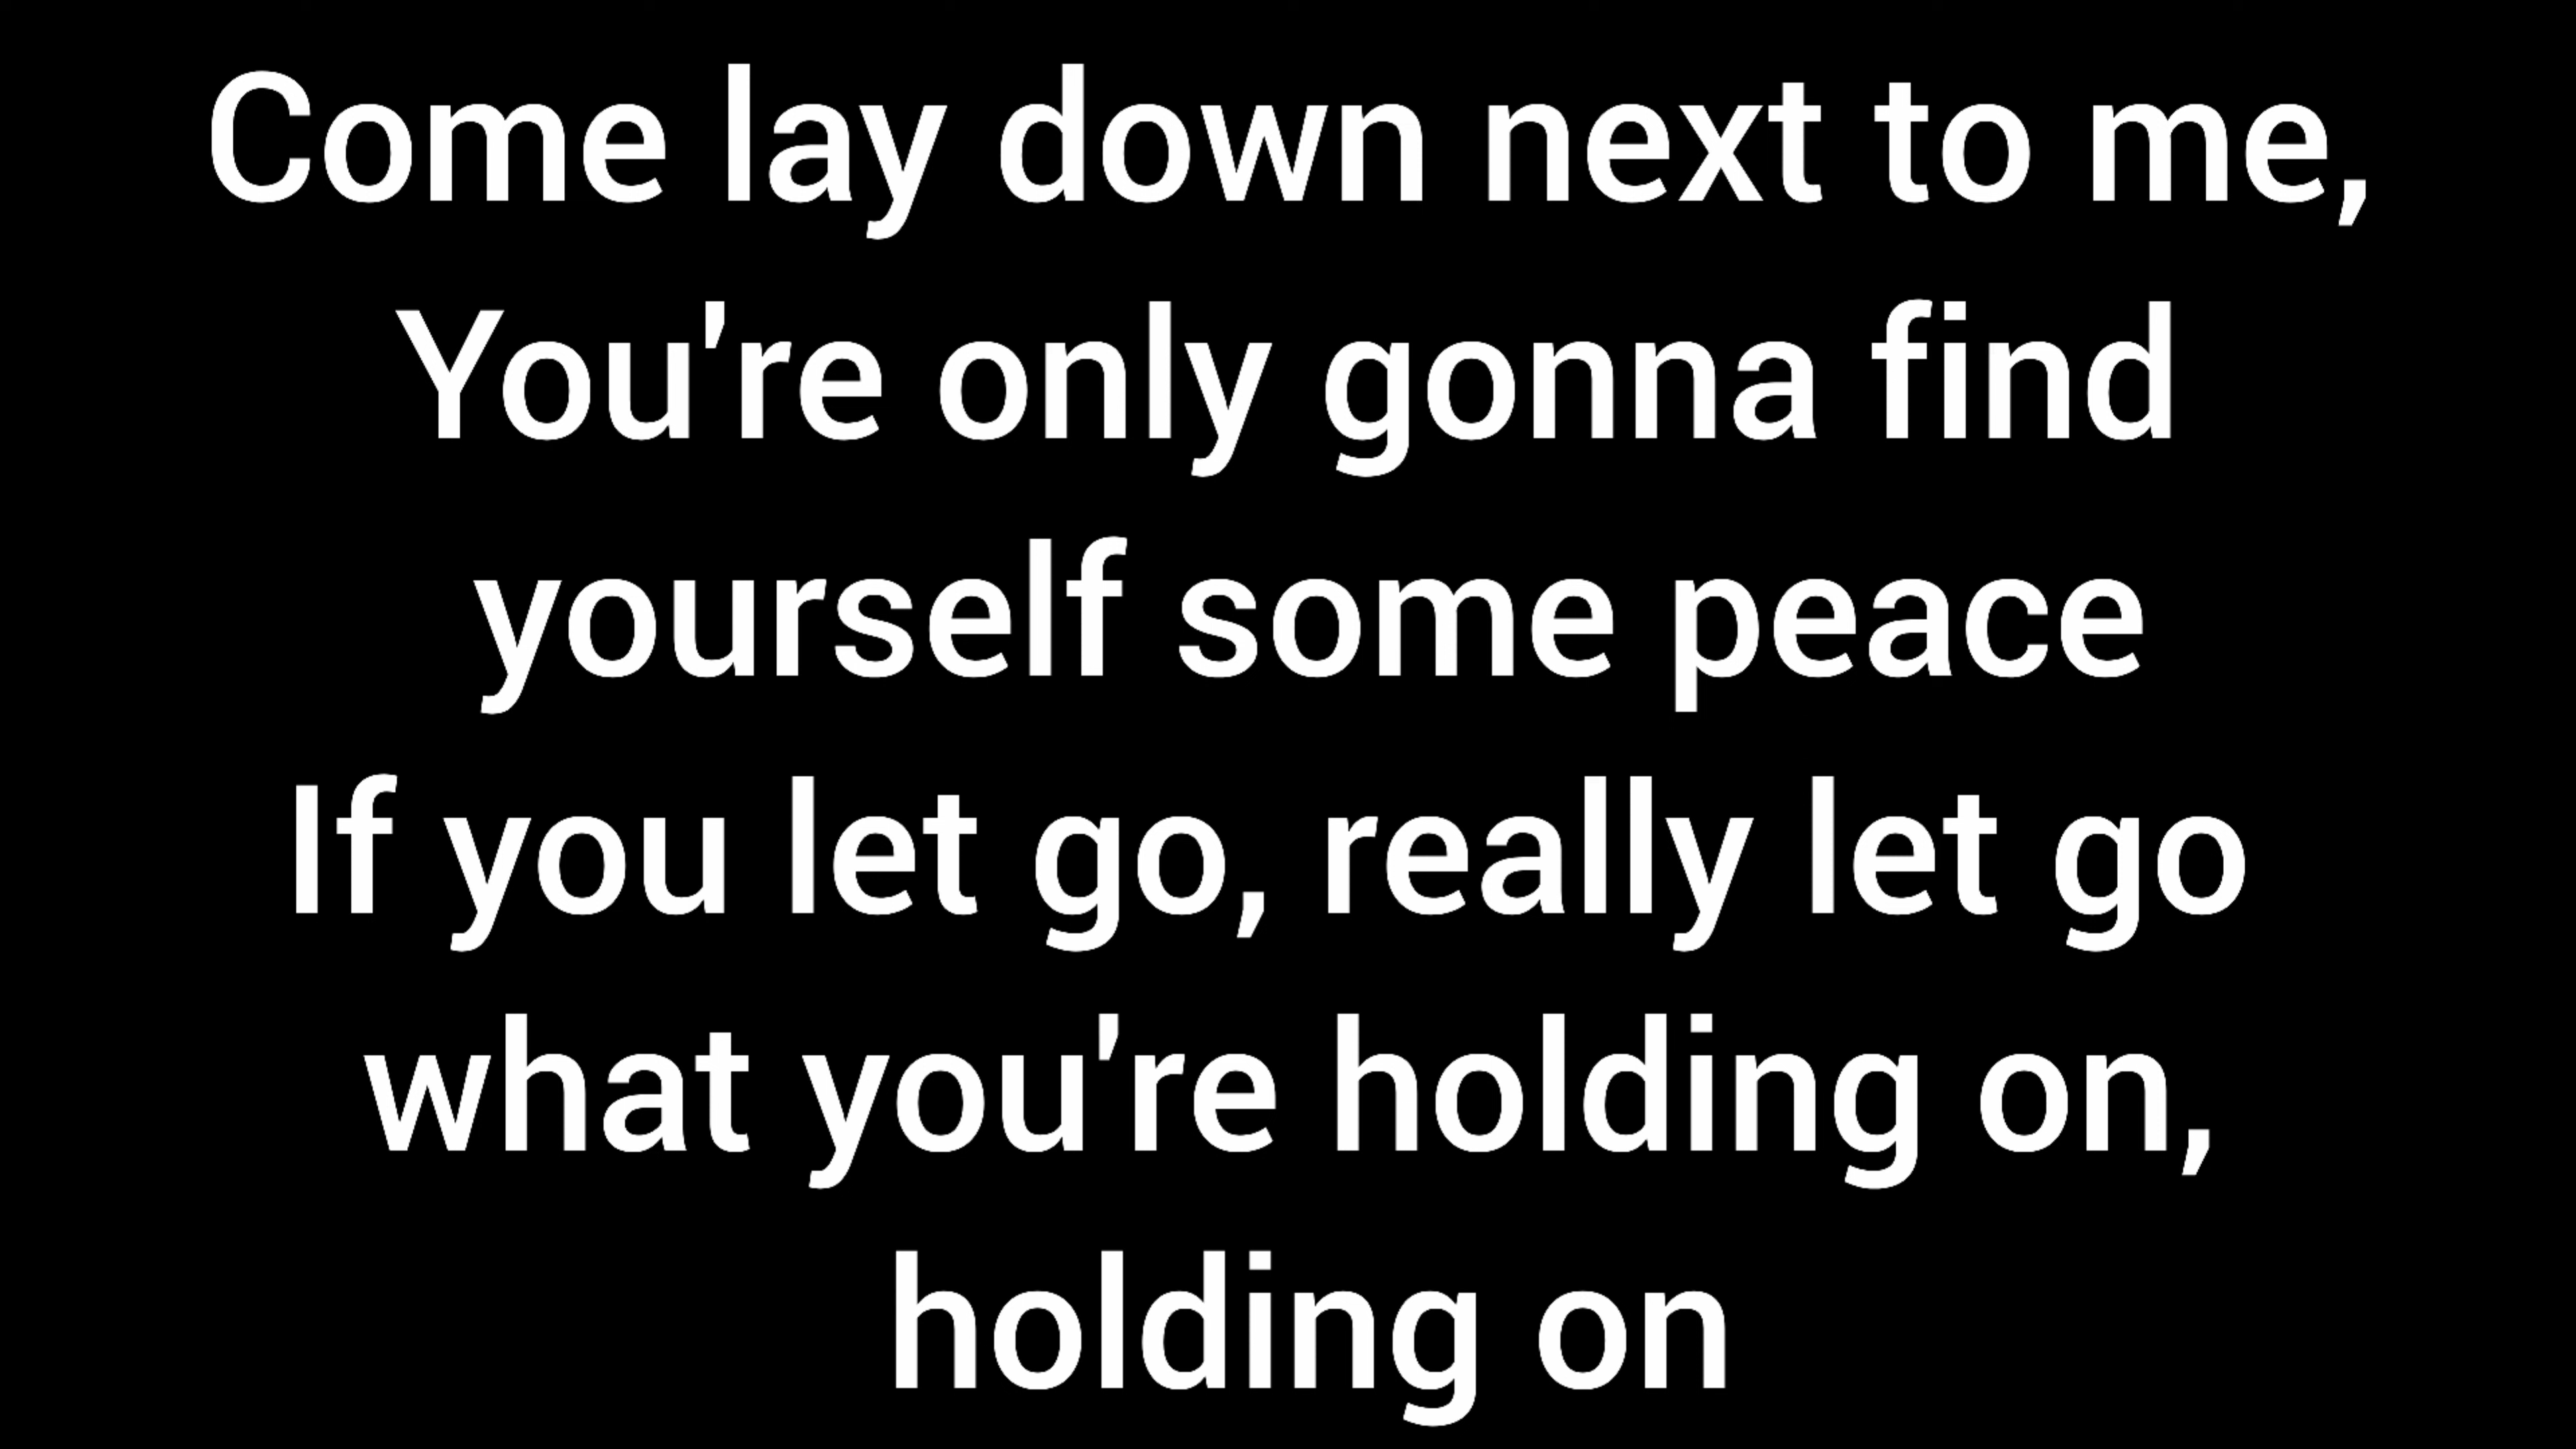 Come lay down next to me,
You're only gonna find
yourself some peace
If you let go, really let go
what you're holding on,
holding on